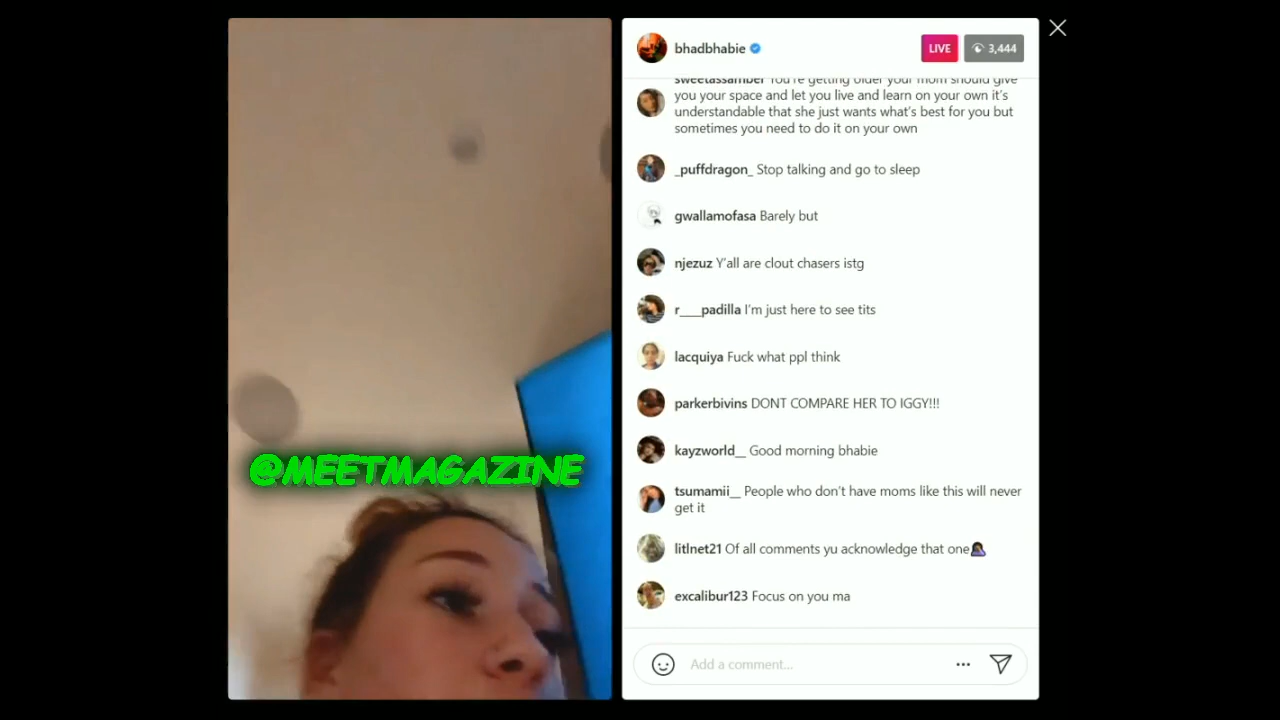 @MEETMAGAZINE
bhadbhabie
LIVE
3,444
sweetassamber You're getting older your mom should give
you your space and let you live and learn on your own it's
understandable that she just wants what's best for you but
sometimes you need to do it on your own
_puffdragon_ Stop talking and go to sleep
gwallamofasa Barely but
njezuz Y'all are clout chasers istg
r___padilla I'm just here to see tits
lacquiya Fuck what ppl think
parkerbivins DONT COMPARE HER TO IGGY!!!
kayzworld__ Good morning bhabie
tsumamii__ People who don't have moms like this will never
get it
litlnet21 Of all comments yu acknowledge that one
excalibur123 Focus on you ma
Add a comment...